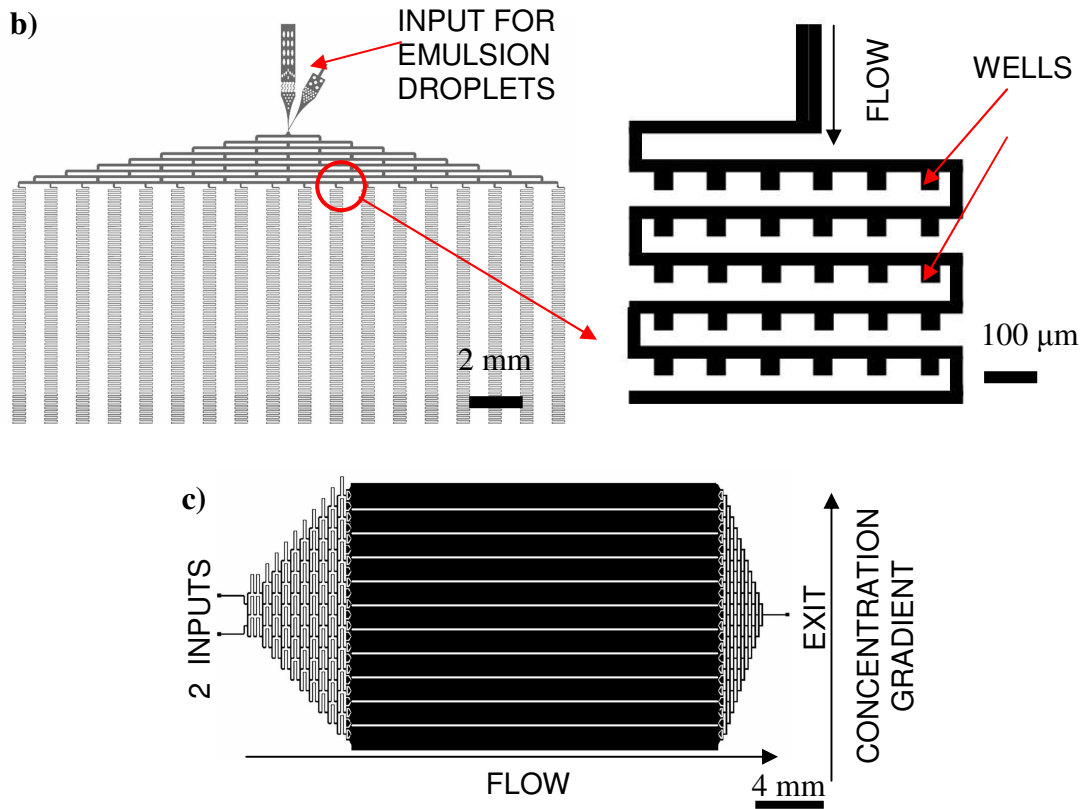 b)
INPUT FOR
EMULSION
DROPLETS
2 mm
FLOW
WELLS
100 μm
c)
2 INPUTS
FLOW
EXIT
CONCENTRATION
GRADIENT
4 mm